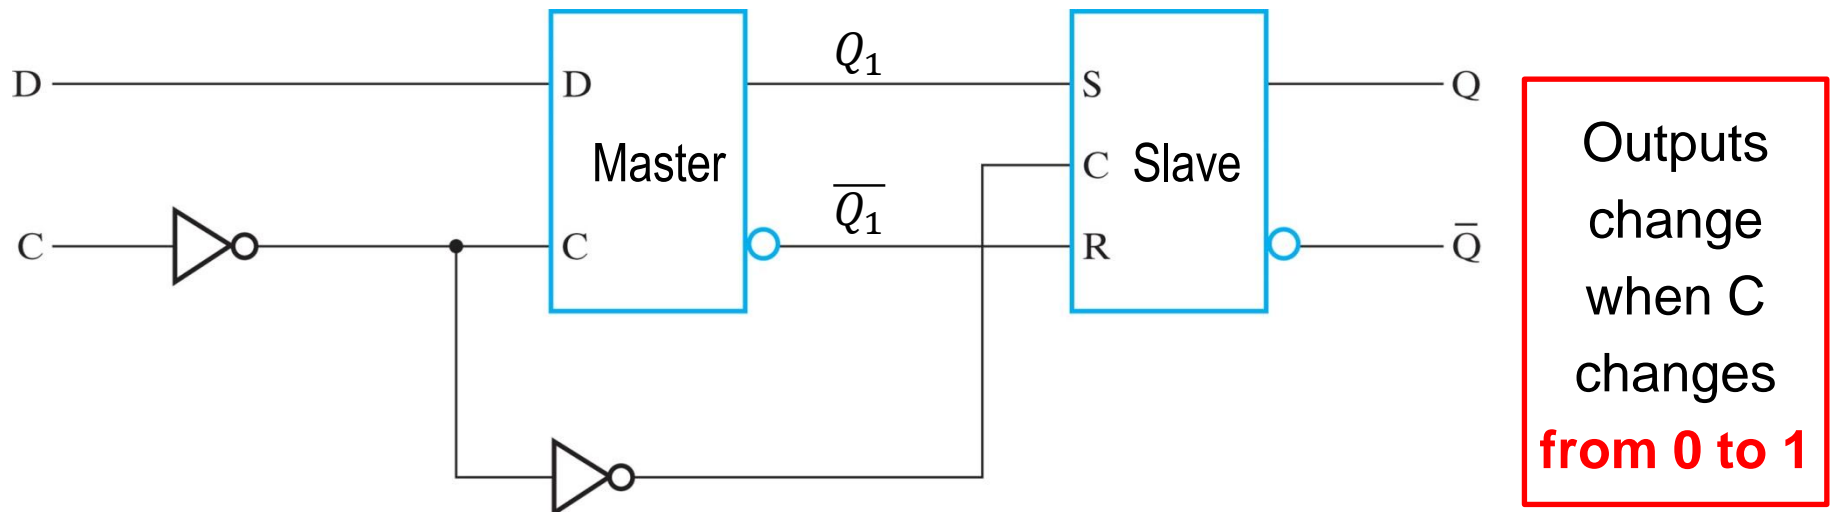 D
D
Master
C
C
Q₁
Q̅₁
S
C
Slave
R
Q
Q̅
Outputs
change
when C
changes
from 0 to 1